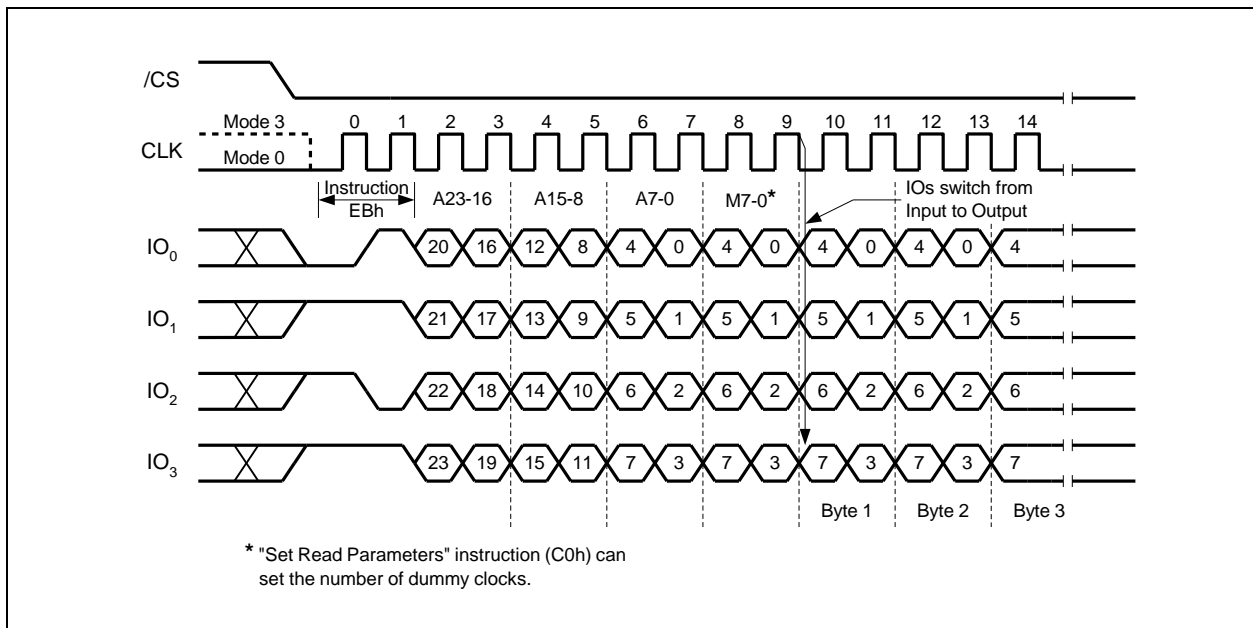 /CS
Mode 3 0 1 2 3 4 5 6 7 8 9 10 11 12 13 14
CLK
Mode 0
Instruction A23-16 A15-8 A7-0 M7-0* IOs switch from
EBh Input to Output
IO0 20 16 12 8 4 0 4 0 4 0 4 0 4
IO1 21 17 13 9 5 1 5 1 5 1 5 1 5
IO2 22 18 14 10 6 2 6 2 6 2 6 2 6
IO3 23 19 15 11 7 3 7 3 7 3 7 3 7
Byte 1 Byte 2 Byte 3
* "Set Read Parameters" instruction (C0h) can
set the number of dummy clocks.